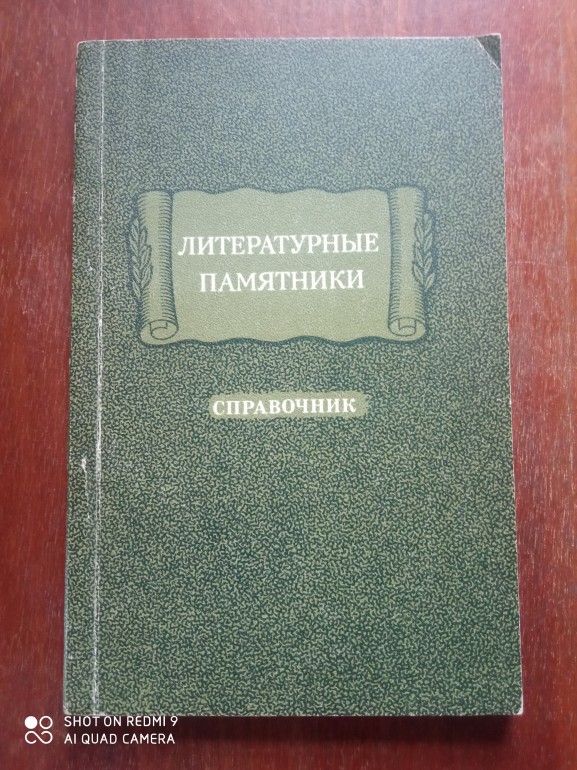 ЛИТЕРАТУРНЫЕ
ПАМЯТНИКИ
СПРАВОЧНИК
SHOT ON REDMI 9
AI QUAD CAMERA